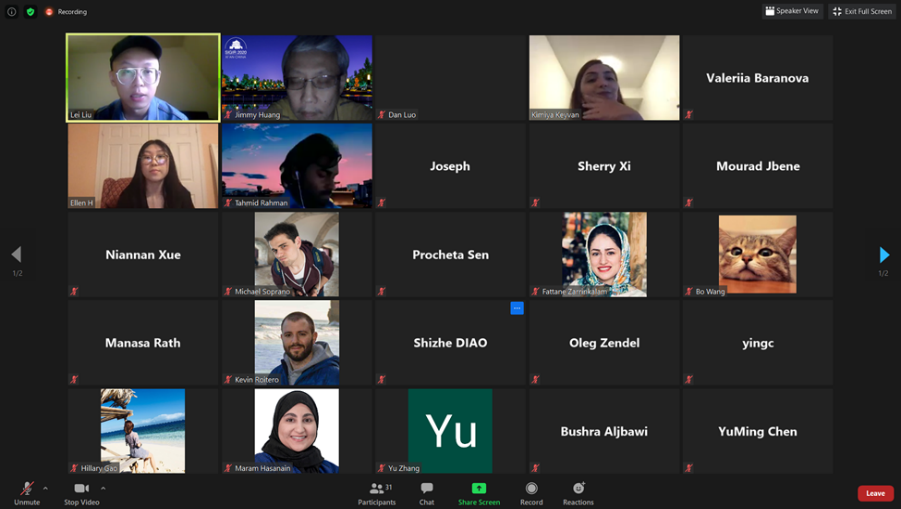 Recording
Speaker View
Exit Full Screen
Lei Liu
SIGIR 2020
Jimmy Huang
Dan Luo
Kimiya Keyvan
Valeriia Baranova
Ellen H
Tahmid Rahman
Joseph
Sherry Xi
Mourad Jbene
Niannan Xue
Michael Soprano
Procheta Sen
Fattane Zarrinkalam
Bo Wang
1/2
1/2
Manasa Rath
Kevin Roitero
Shizhe DIAO
Oleg Zendel
yingc
Hillary Gao
Maram Hasanain
Yu
Yu Zhang
Bushra Aljbawi
YuMing Chen
Unmute
Stop Video
Participants
31
Chat
Share Screen
Record
Reactions
Leave